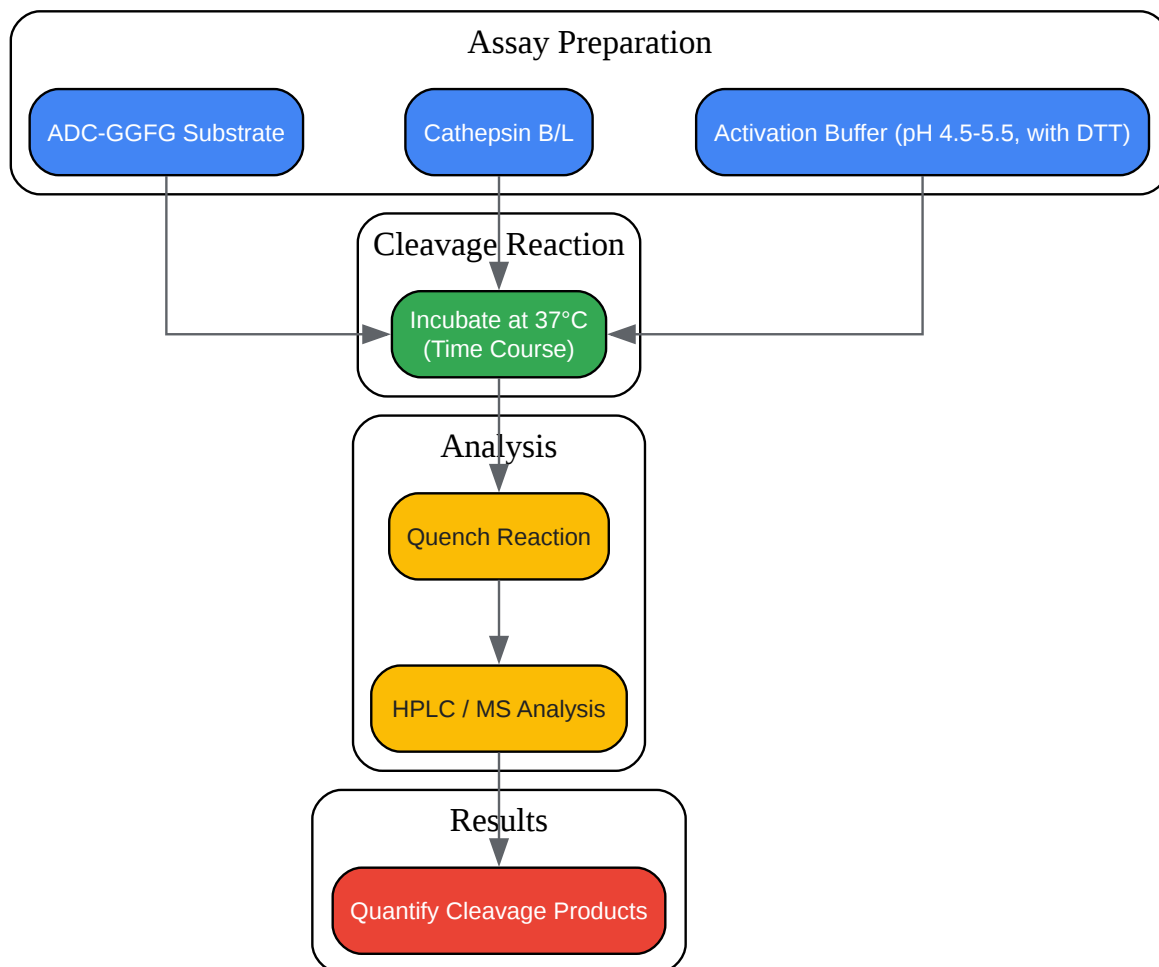 Assay Preparation
ADC-GGFG Substrate
Cathepsin B/L
Activation Buffer (pH 4.5-5.5, with DTT)
Cleavage Reaction
Incubate at 37°C
(Time Course)
Analysis
Quench Reaction
HPLC / MS Analysis
Results
Quantify Cleavage Products